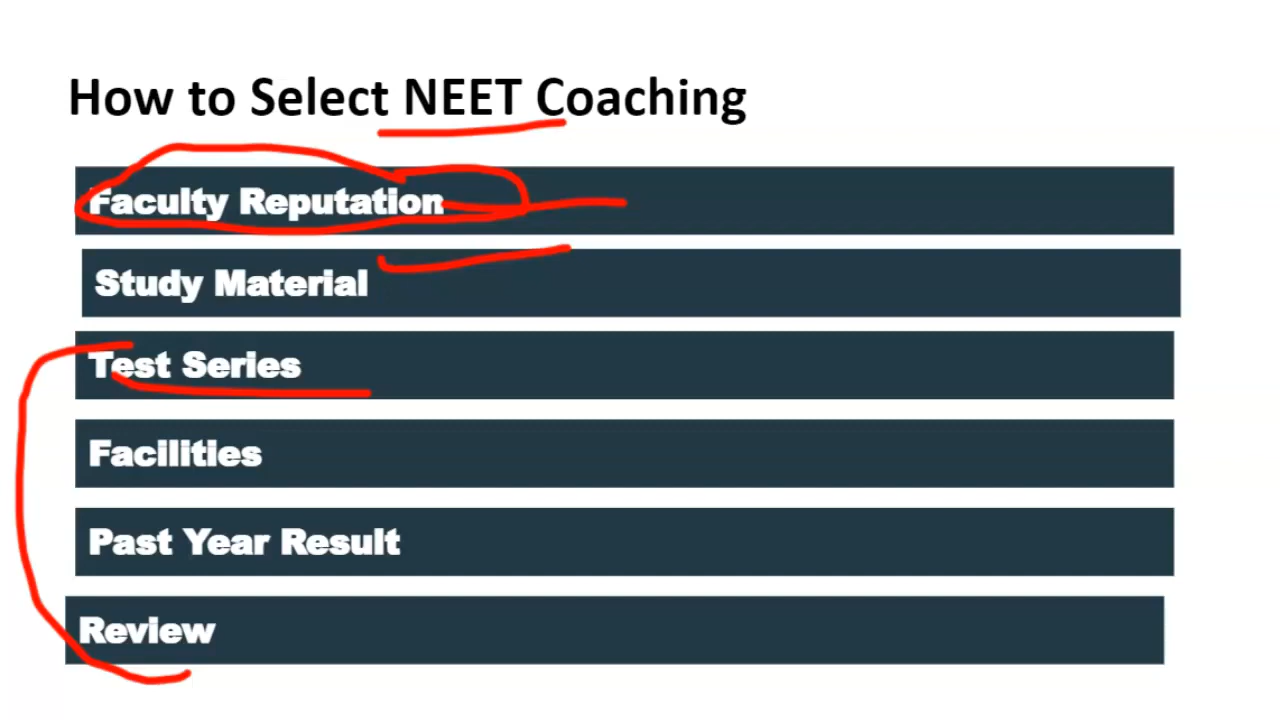 How to Select NEET Coaching
Faculty Reputation
Study Material
Test Series
Facilities
Past Year Result
Review